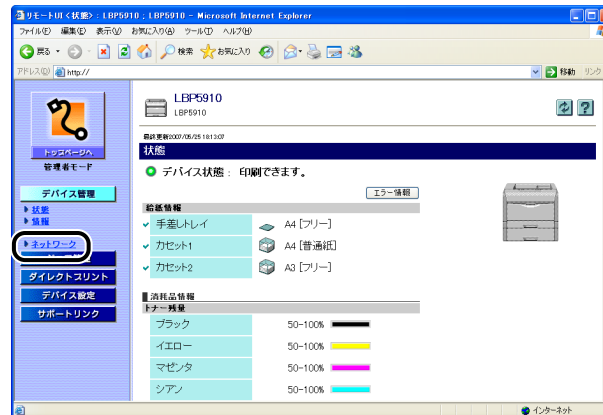 リモートUI <状態> : LBP5910 ; LBP5910 - Microsoft Internet Explorer
ファイル(F) 編集(E) 表示(V) お気に入り(A) ツール(T) ヘルプ(H)
戻る 検索 お気に入り
アドレス(D) http:// 移動 リンク
LBP5910
LBP5910
最終更新2007/05/25 18:13:07
トップページへ
管理者モード
状態
デバイス状態 : 印刷できます。
エラー情報
デバイス管理
状態
情報
ネットワーク
ダイレクトプリント
デバイス設定
サポートリンク
給紙情報
手差しトレイ A4 [フリー]
カセット1 A4 [普通紙]
カセット2 A3 [フリー]
消耗品情報
トナー残量
ブラック 50-100%
イエロー 50-100%
マゼンタ 50-100%
シアン 50-100%
インターネット